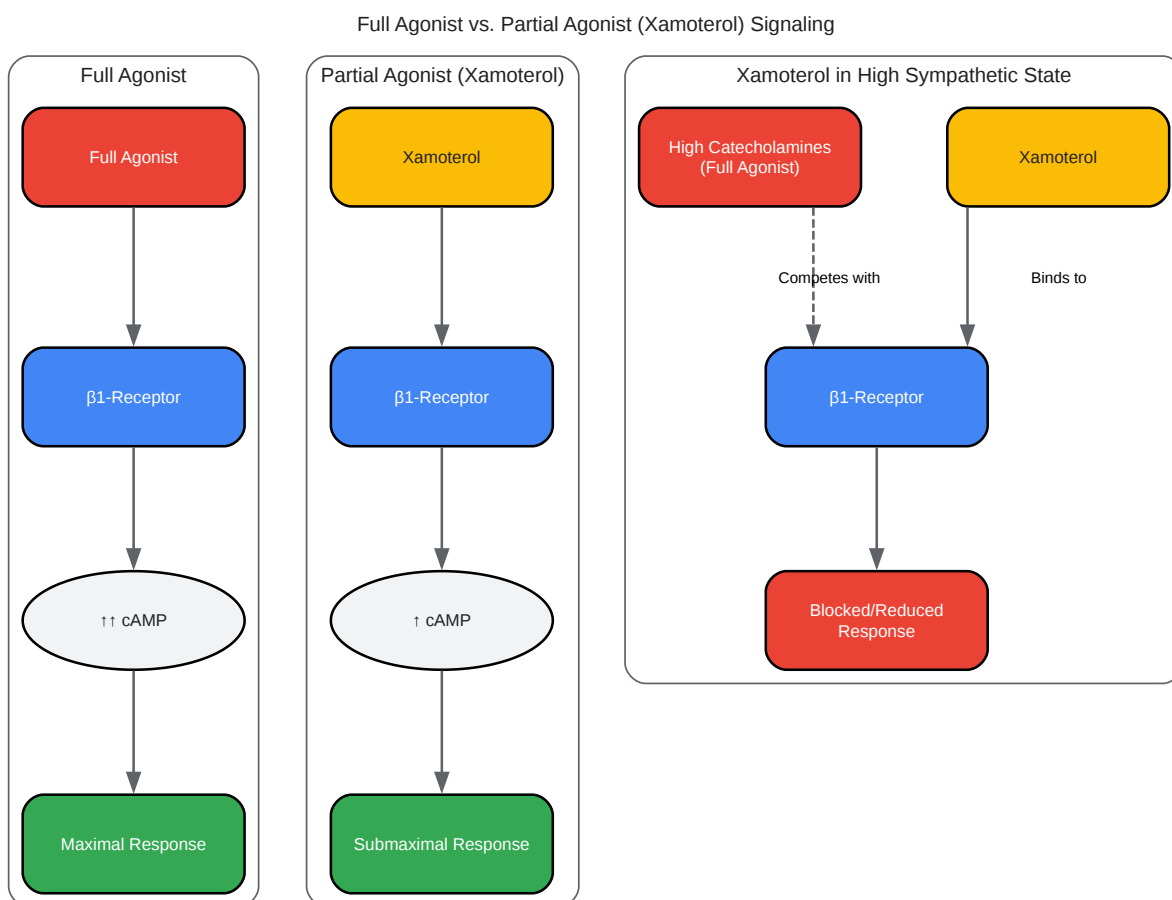 Full Agonist vs. Partial Agonist (Xamoterol) Signaling
Full Agonist
Full Agonist
β1-Receptor
↑↑ cAMP
Maximal Response
Partial Agonist (Xamoterol)
Xamoterol
β1-Receptor
↑ cAMP
Submaximal Response
Xamoterol in High Sympathetic State
High Catecholamines
(Full Agonist)
Xamoterol
Competes with
Binds to
β1-Receptor
Blocked/Reduced
Response